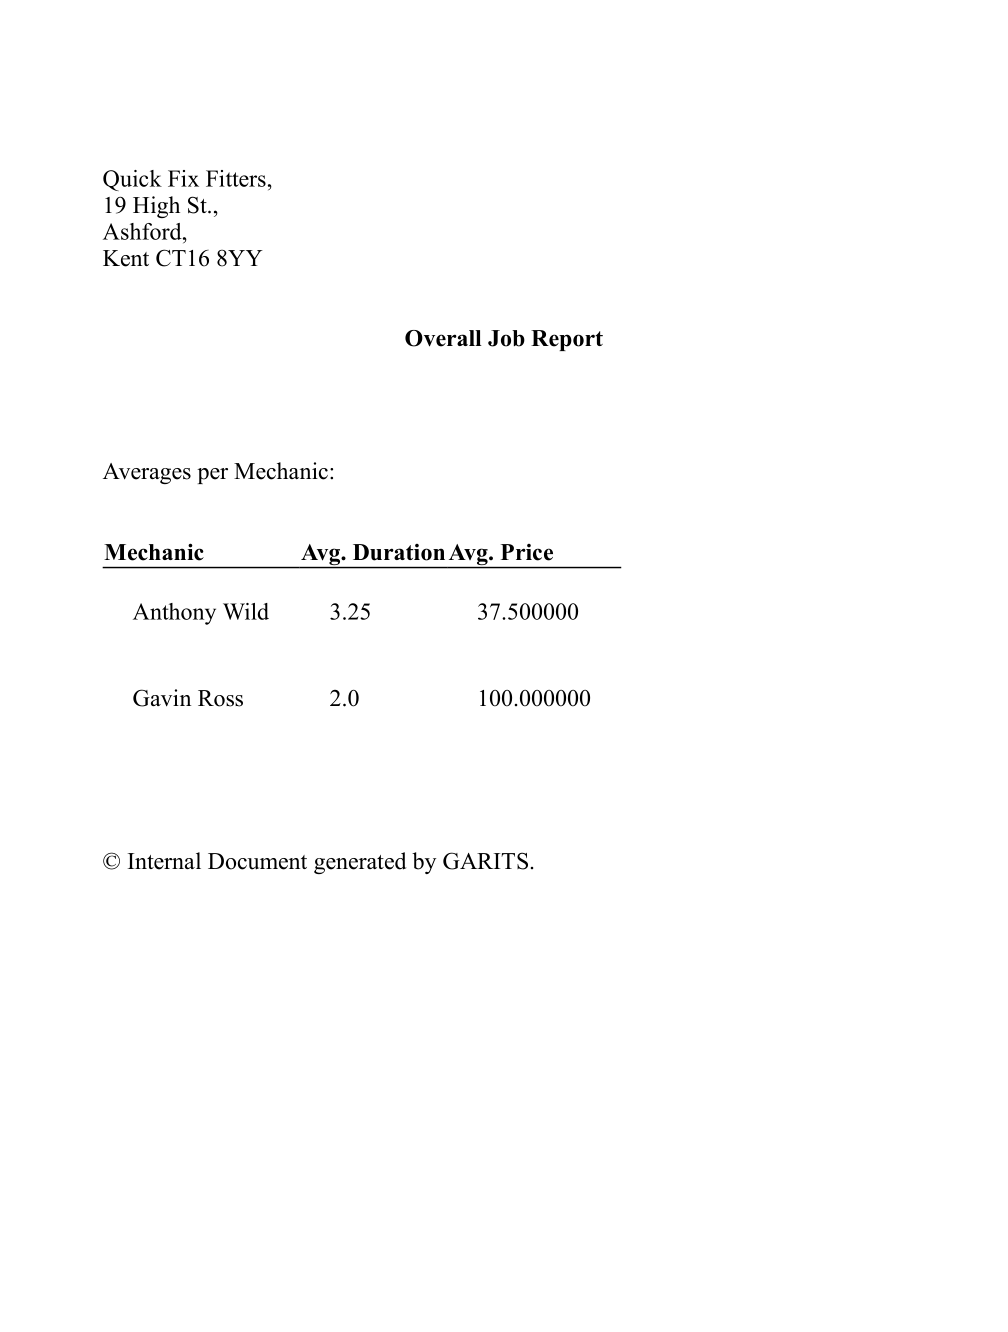 Quick Fix Fitters,
19 High St.,
Ashford,
Kent CT16 8YY
Overall Job Report
Averages per Mechanic:
Mechanic Avg. Duration Avg. Price
Anthony Wild 3.25 37.500000
Gavin Ross 2.0 100.000000
© Internal Document generated by GARITS.